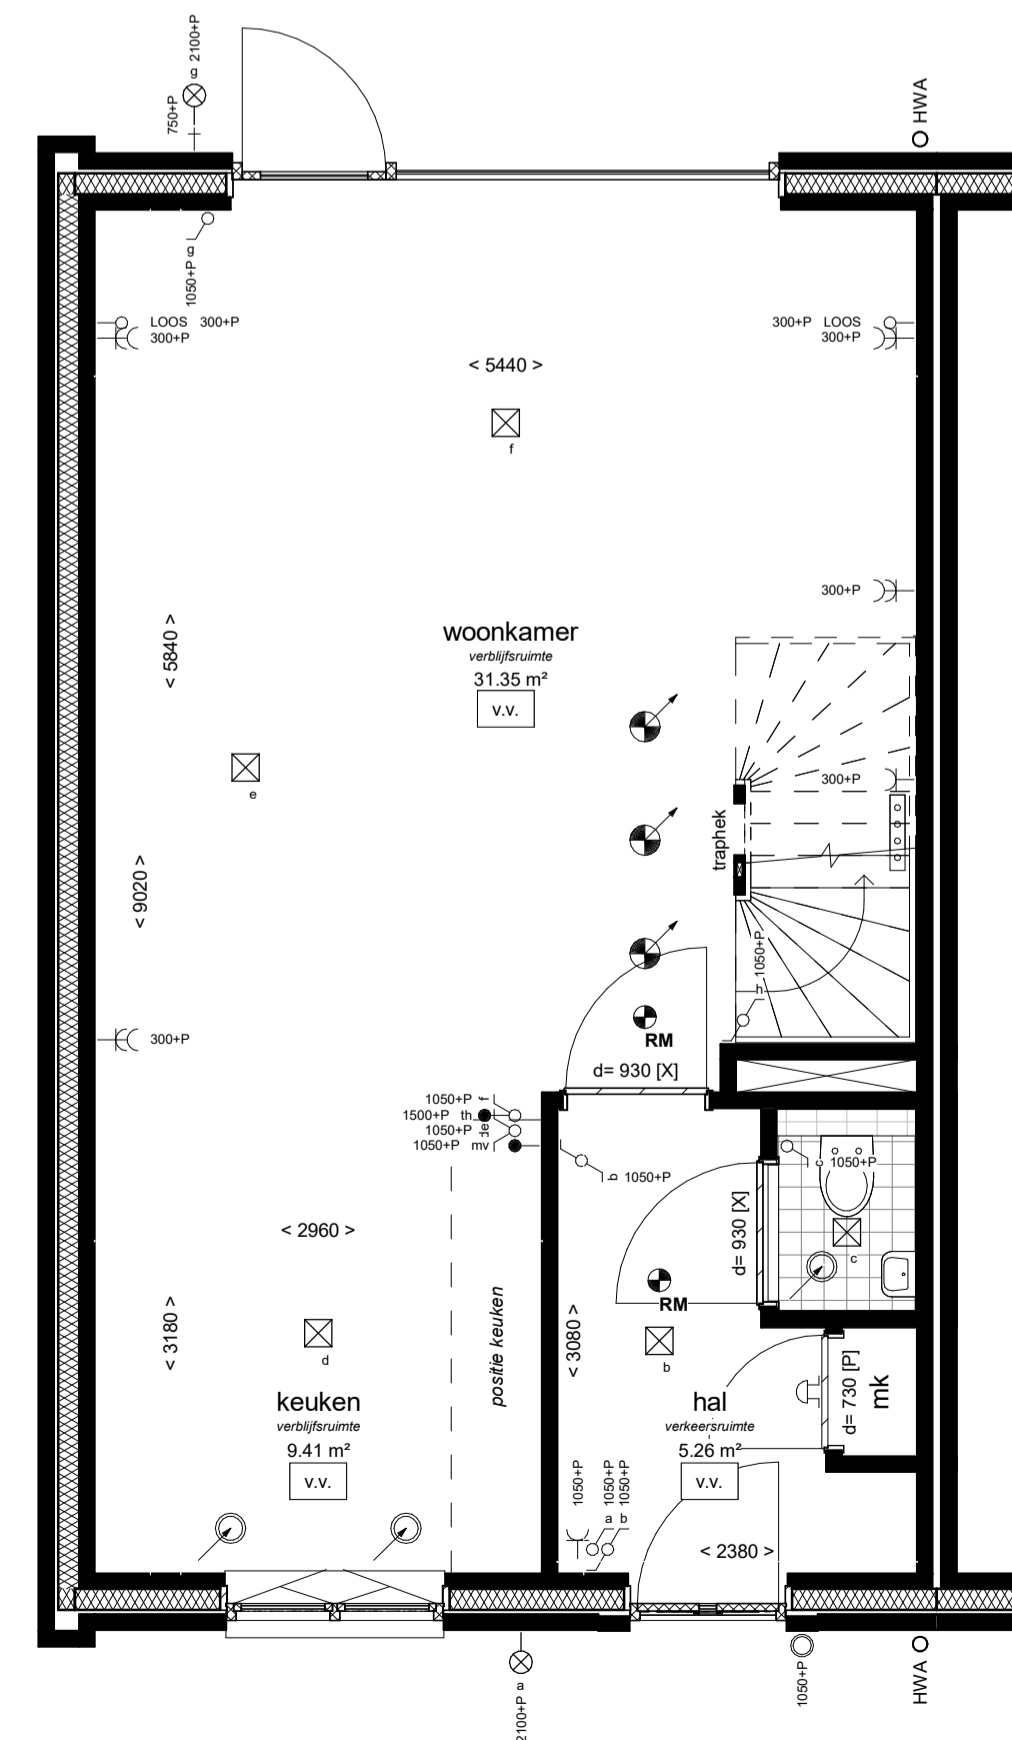 g 2100+P
750+P
HWA
g
1050+P
LOOS 300+P
300+P
300+P LOOS
300+P
< 5440 >
f
300+P
woonkamer
verblijfsruimte
31.35 m²
v.v.
< 5840 >
e
300+P
traphek
< 9020 >
h 1050+P
300+P
RM
d= 930 [X]
1050+P f
1500+P th
1050+P de
1050+P mv
b 1050+P
c 1050+P
d= 930 [X]
c
< 2960 >
RM
positie keuken
< 3180 >
< 3080 >
d
b
d= 730 [P]
mk
keuken
verblijfsruimte
9.41 m²
v.v.
hal
verkeersruimte
5.26 m²
v.v.
1050+P
a 1050+P
b 1050+P
< 2380 >
a
2100+P
1050+P
HWA